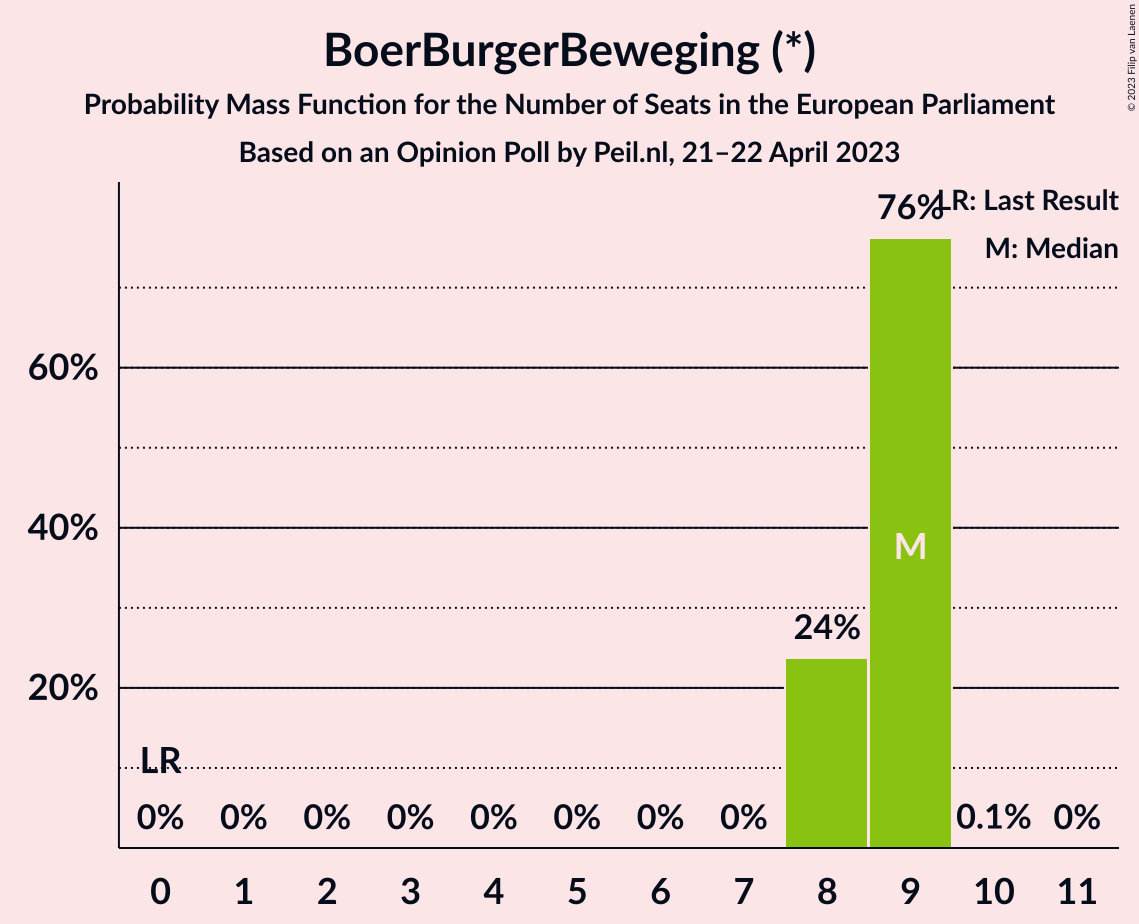 BoerBurgerBeweging (*)
Probability Mass Function for the Number of Seats in the European Parliament
Based on an Opinion Poll by Peil.nl, 21–22 April 2023
© 2023 Filip van Laenen
LR: Last Result
M: Median
76%
60%
40%
M
24%
20%
LR
0% 0% 0% 0% 0% 0% 0% 0% 0.1% 0%
0 1 2 3 4 5 6 7 8 9 10 11